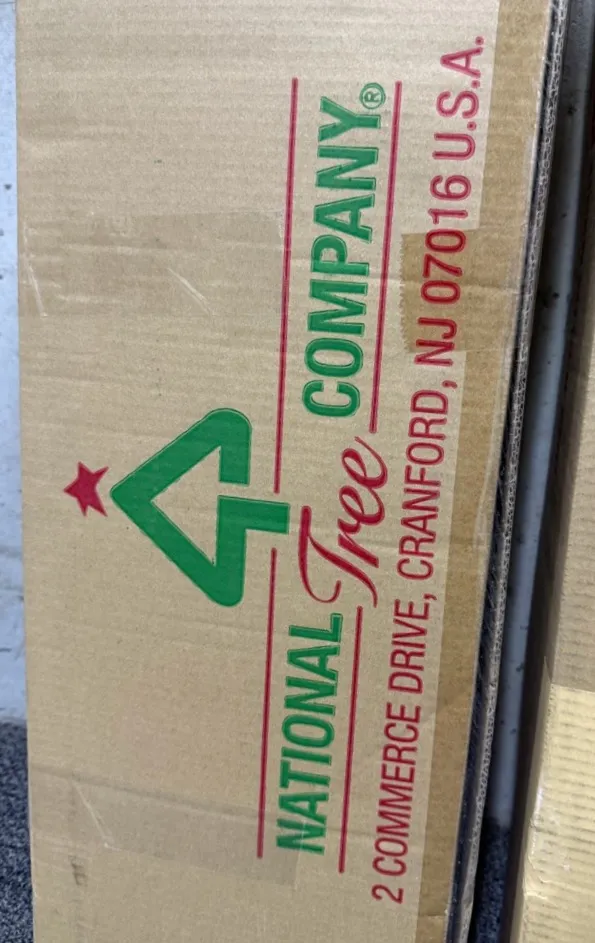 NATIONAL Tree COMPANY®
2 COMMERCE DRIVE, CRANFORD, NJ 07016 U.S.A.